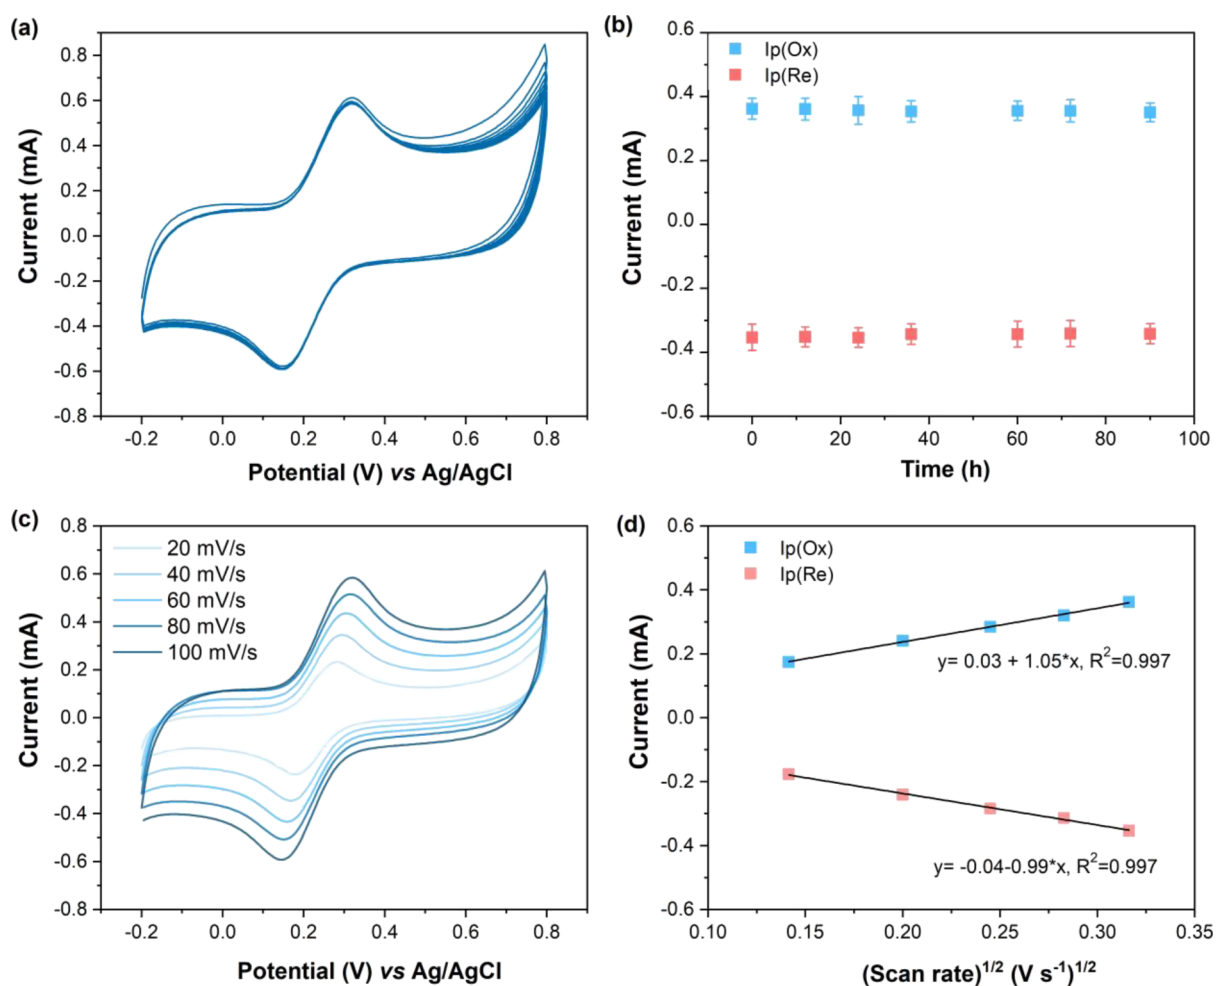 (a)
0.8
0.6
0.4
0.2
0.0
-0.2
-0.4
-0.6
-0.8
Current (mA)
-0.2 0.0 0.2 0.4 0.6 0.8
Potential (V) vs Ag/AgCl
(b)
Ip(Ox)
Ip(Re)
0.6
0.4
0.2
0.0
-0.2
-0.4
-0.6
Current (mA)
0 20 40 60 80 100
Time (h)
(c)
20 mV/s
40 mV/s
60 mV/s
80 mV/s
100 mV/s
0.8
0.6
0.4
0.2
0.0
-0.2
-0.4
-0.6
-0.8
Current (mA)
-0.2 0.0 0.2 0.4 0.6 0.8
Potential (V) vs Ag/AgCl
(d)
Ip(Ox)
Ip(Re)
0.6
0.4
0.2
0.0
-0.2
-0.4
-0.6
Current (mA)
y= 0.03 + 1.05*x, R²=0.997
y= -0.04-0.99*x, R²=0.997
0.10 0.15 0.20 0.25 0.30 0.35
(Scan rate)¹/² (V s⁻¹)¹/²